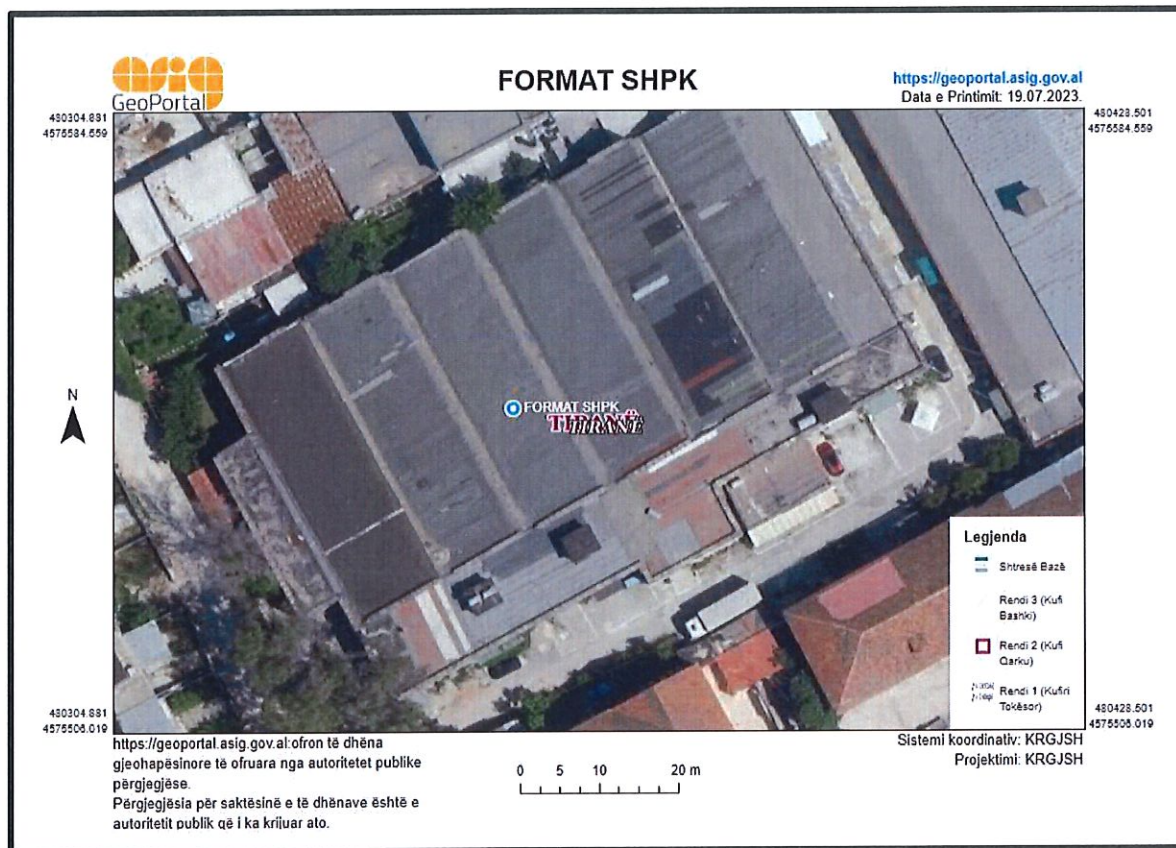 asig
GeoPortal
FORMAT SHPK
https://geoportal.asig.gov.al
Data e Printimit: 19.07.2023.
480304.881
4575584.559
480428.501
4575584.559
N
FORMAT SHPK
TIRANË
TIRANË
Legjenda
Shtresë Bazë
Rendi 3 (Kufi
Bashki)
Rendi 2 (Kufi
Qarku)
Rendi 1 (Kufiri
Tokësor)
480304.881
4575506.019
480428.501
4575506.019
https://geoportal.asig.gov.al:ofron të dhëna
gjeohapësinore të ofruara nga autoritetet publike
përgjegjëse.
Përgjegjësia për saktësinë e të dhënave është e
autoritetit publik që i ka krijuar ato.
0 5 10 20 m
Sistemi koordinativ: KRGJSH
Projektimi: KRGJSH